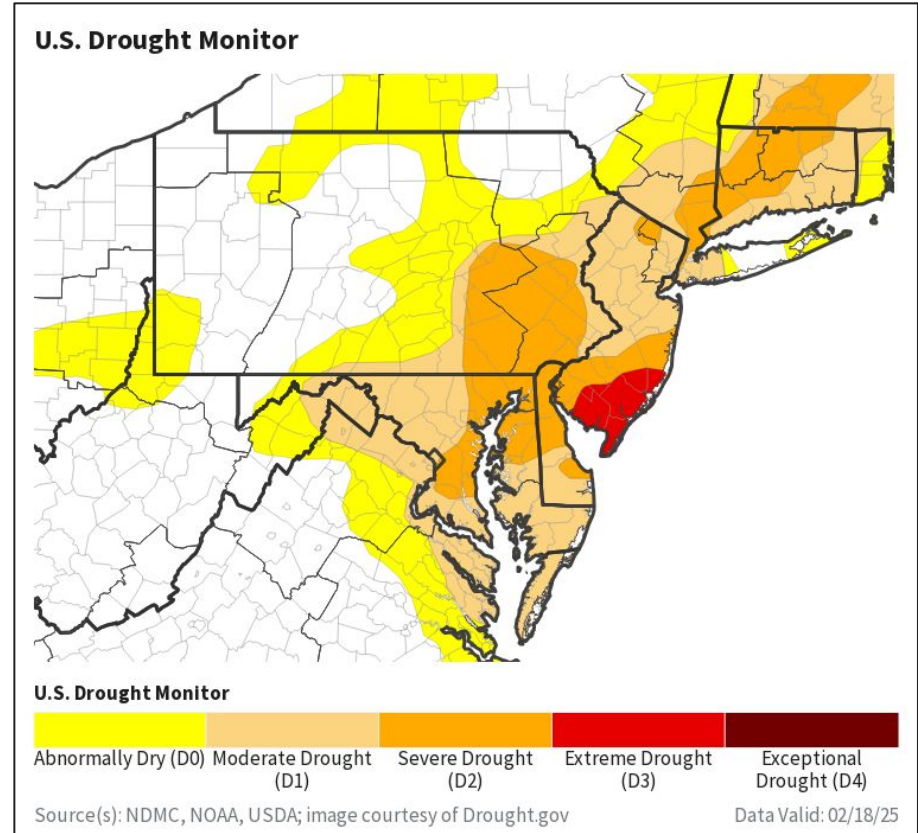 U.S. Drought Monitor
U.S. Drought Monitor
Abnormally Dry (D0)
Moderate Drought
(D1)
Severe Drought
(D2)
Extreme Drought
(D3)
Exceptional
Drought (D4)
Source(s): NDMC, NOAA, USDA; image courtesy of Drought.gov
Data Valid: 02/18/25